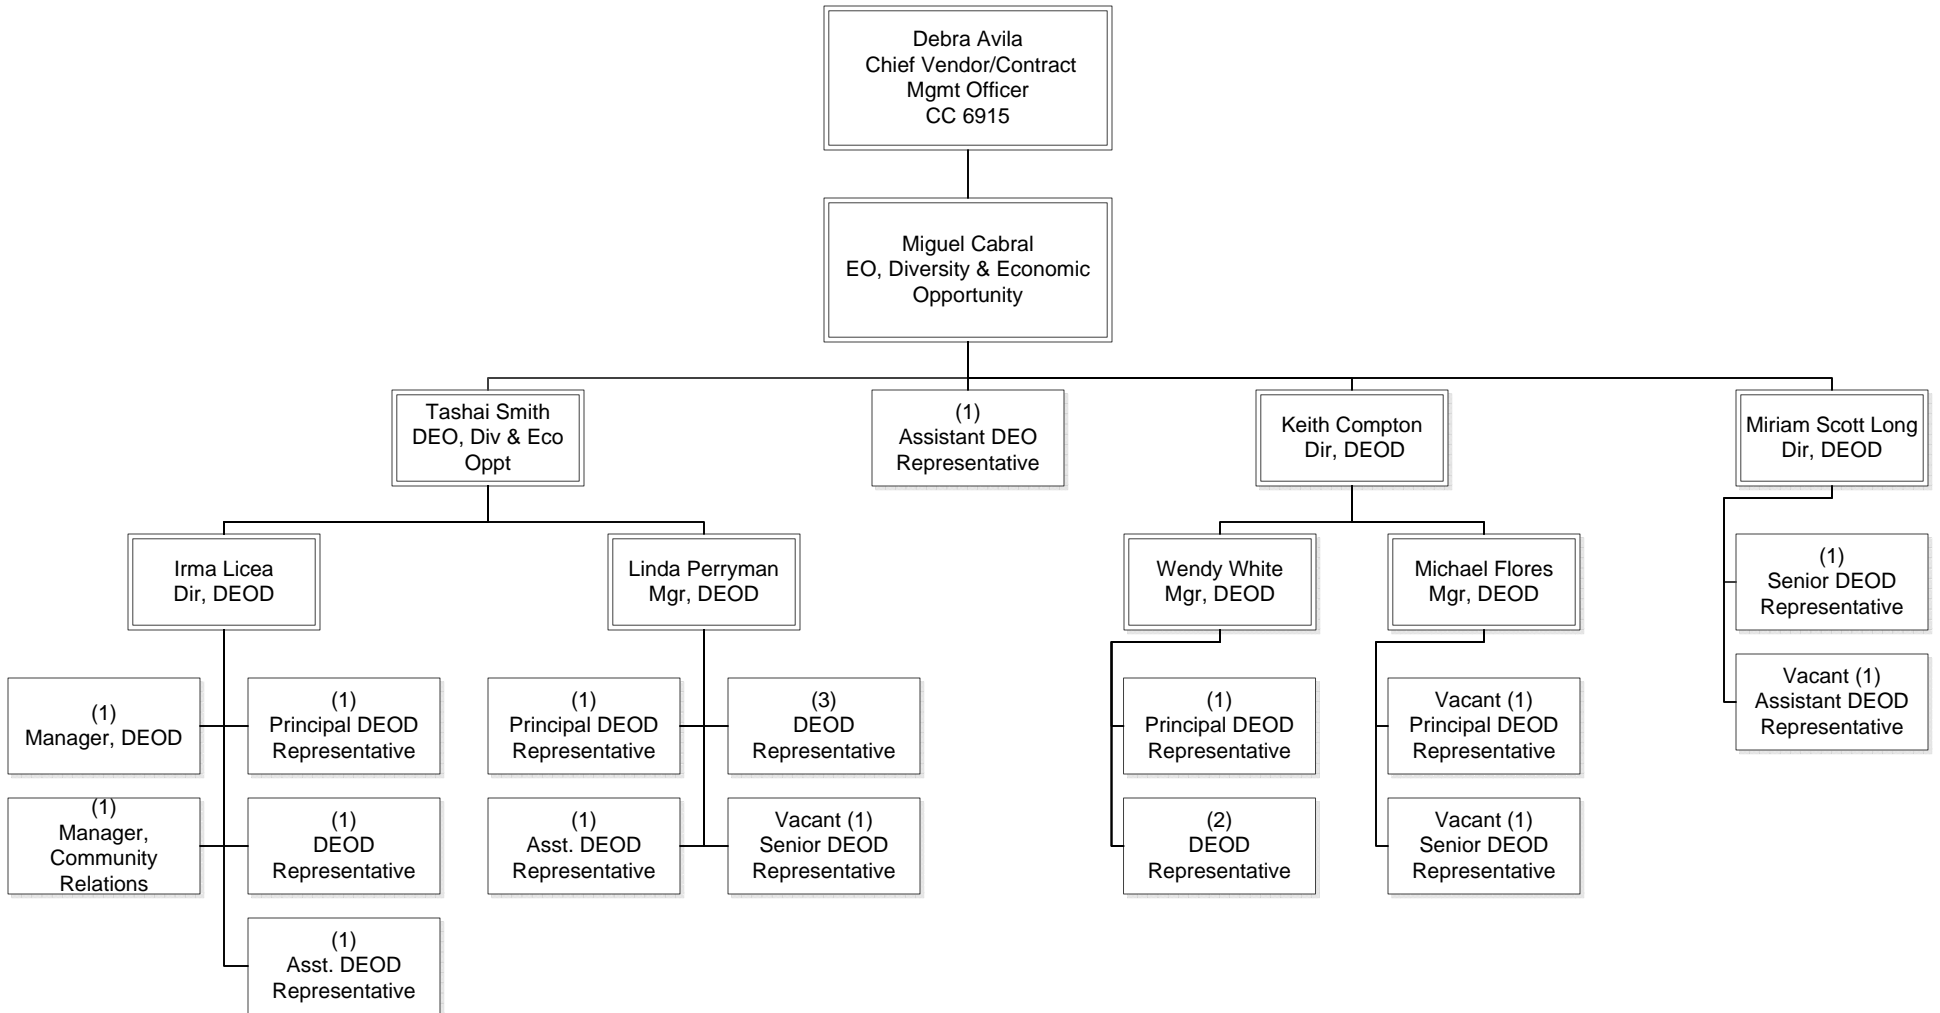 Debra Avila
Chief Vendor/Contract
Mgmt Officer
CC 6915
Miguel Cabral
EO, Diversity & Economic
Opportunity
Tashai Smith
DEO, Div & Eco
Oppt
(1)
Assistant DEO
Representative
Keith Compton
Dir, DEOD
Miriam Scott Long
Dir, DEOD
Irma Licea
Dir, DEOD
Linda Perryman
Mgr, DEOD
Wendy White
Mgr, DEOD
Michael Flores
Mgr, DEOD
(1)
Senior DEOD
Representative
(1)
Manager, DEOD
(1)
Principal DEOD
Representative
(1)
Principal DEOD
Representative
(3)
DEOD
Representative
(1)
Principal DEOD
Representative
Vacant (1)
Principal DEOD
Representative
Vacant (1)
Assistant DEOD
Representative
(1)
Manager,
Community
Relations
(1)
DEOD
Representative
(1)
Asst. DEOD
Representative
Vacant (1)
Senior DEOD
Representative
(2)
DEOD
Representative
Vacant (1)
Senior DEOD
Representative
(1)
Asst. DEOD
Representative